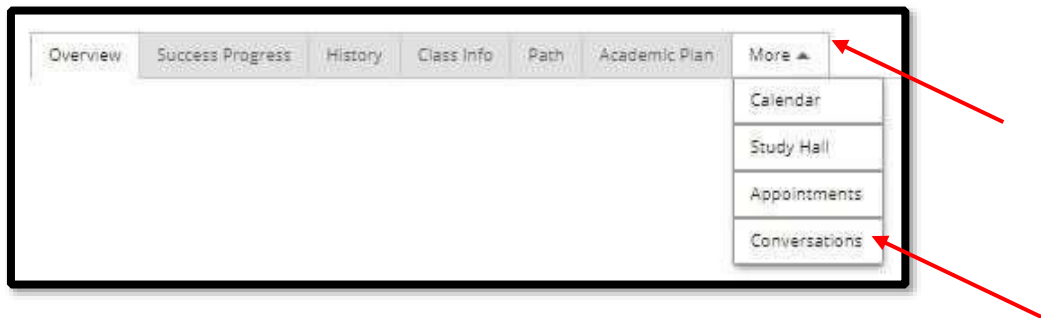 Overview Success Progress History Class Info Path Academic Plan More ▲
Calendar
Study Hall
Appointments
Conversations